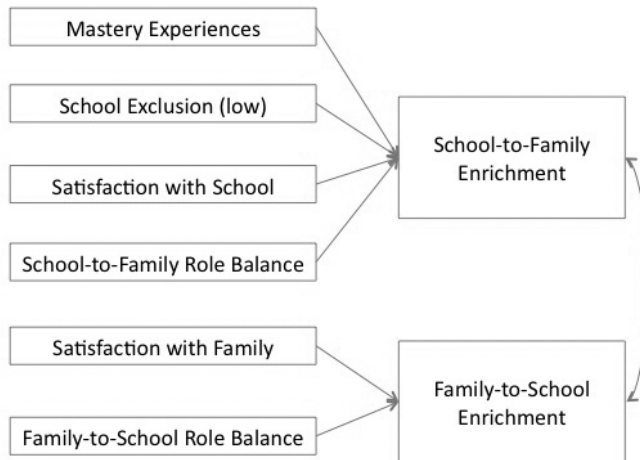 Mastery Experiences
School Exclusion (low)
Satisfaction with School
School-to-Family Role Balance
School-to-Family
Enrichment
Satisfaction with Family
Family-to-School Role Balance
Family-to-School
Enrichment